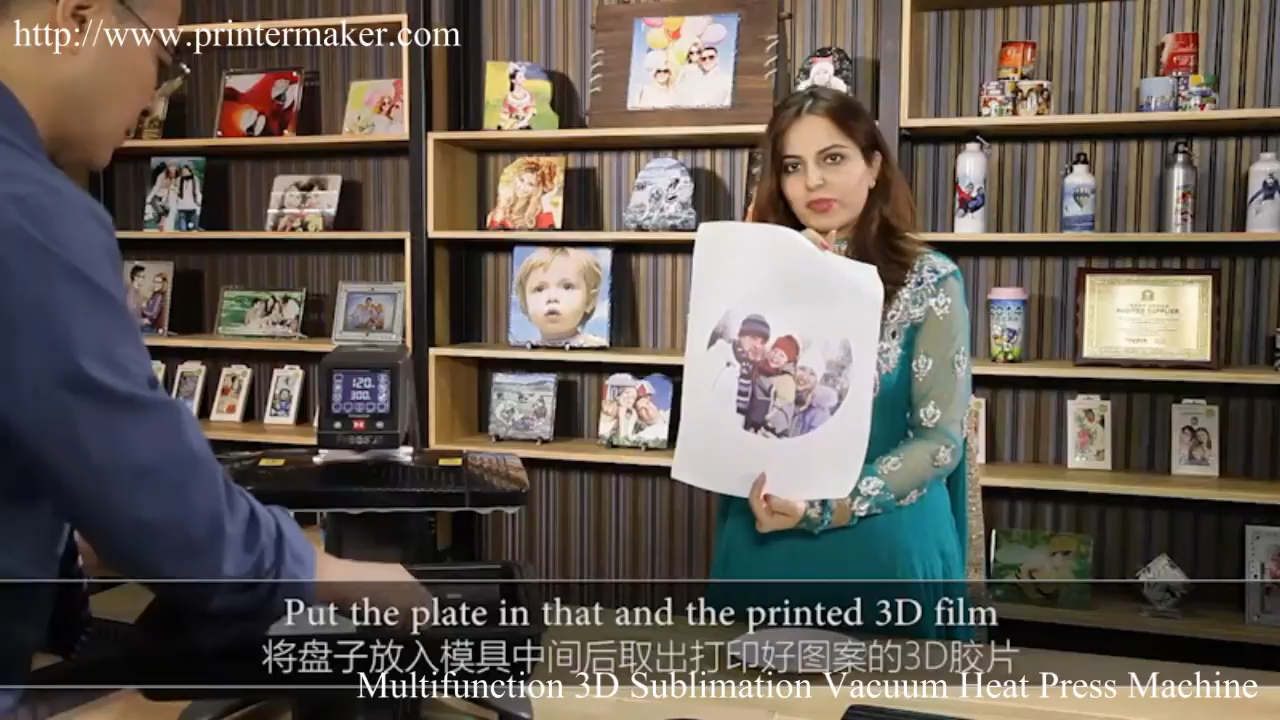 http://www.printermaker.com
120
300
Put the plate in that and the printed 3D film
将盘子放入模具中间后取出打印好图案的3D胶片
Multifunction 3D Sublimation Vacuum Heat Press Machine